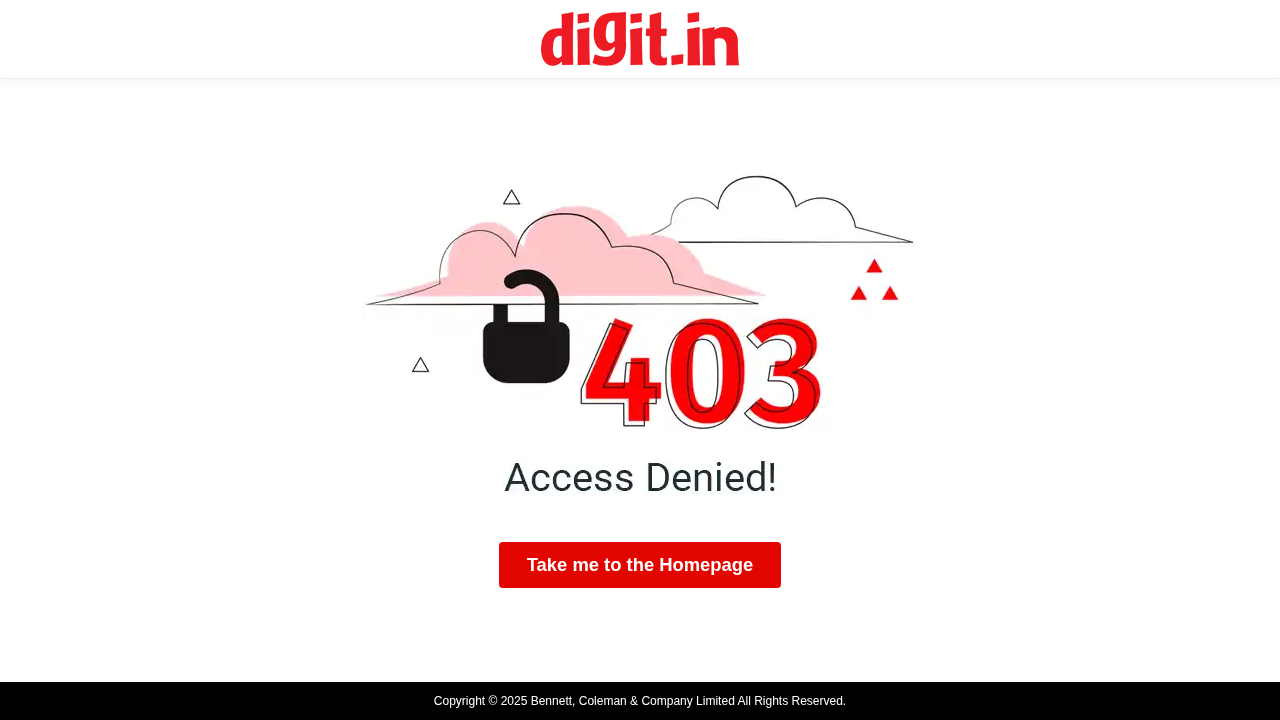 digit.in
403
Access Denied!
Take me to the Homepage
Copyright © 2025 Bennett, Coleman & Company Limited All Rights Reserved.